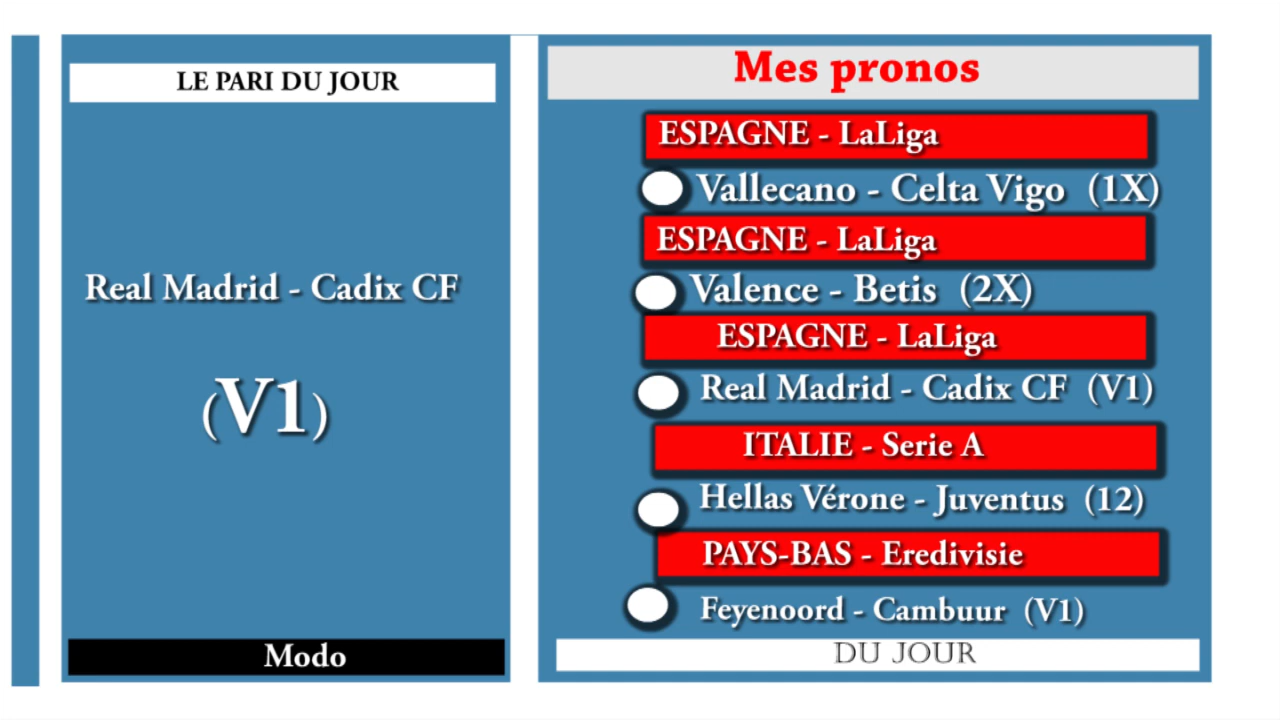 LE PARI DU JOUR
Real Madrid - Cadix CF
(V1)
Modo
Mes pronos
ESPAGNE - LaLiga
Vallecano - Celta Vigo (1X)
ESPAGNE - LaLiga
Valence - Betis (2X)
ESPAGNE - LaLiga
Real Madrid - Cadix CF (V1)
ITALIE - Serie A
Hellas Vérone - Juventus (12)
PAYS-BAS - Eredivisie
Feyenoord - Cambuur (V1)
DU JOUR